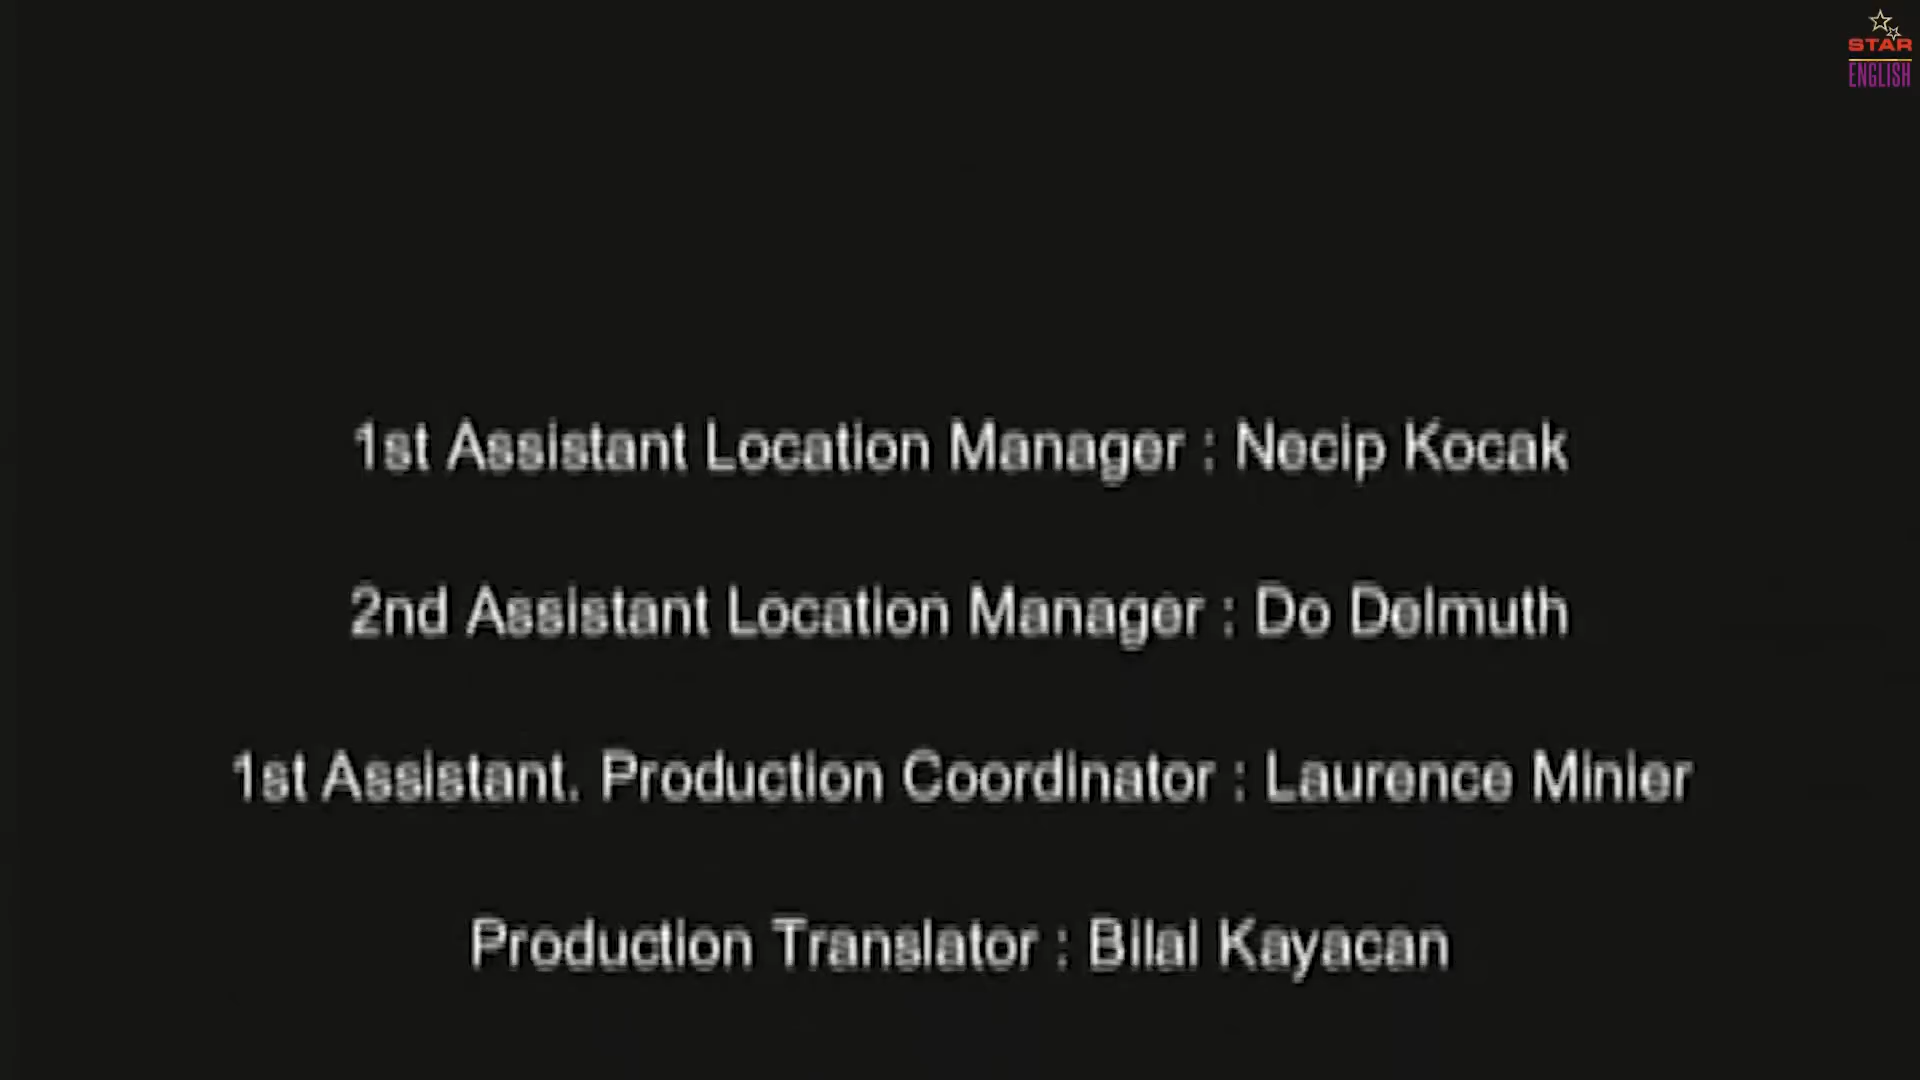 STAR
ENGLISH
1st Assistant Location Manager : Necip Kocak
2nd Assistant Location Manager : Do Delmuth
1st Assistant. Production Coordinator : Laurence Minier
Production Translator : Bilal Kayacan